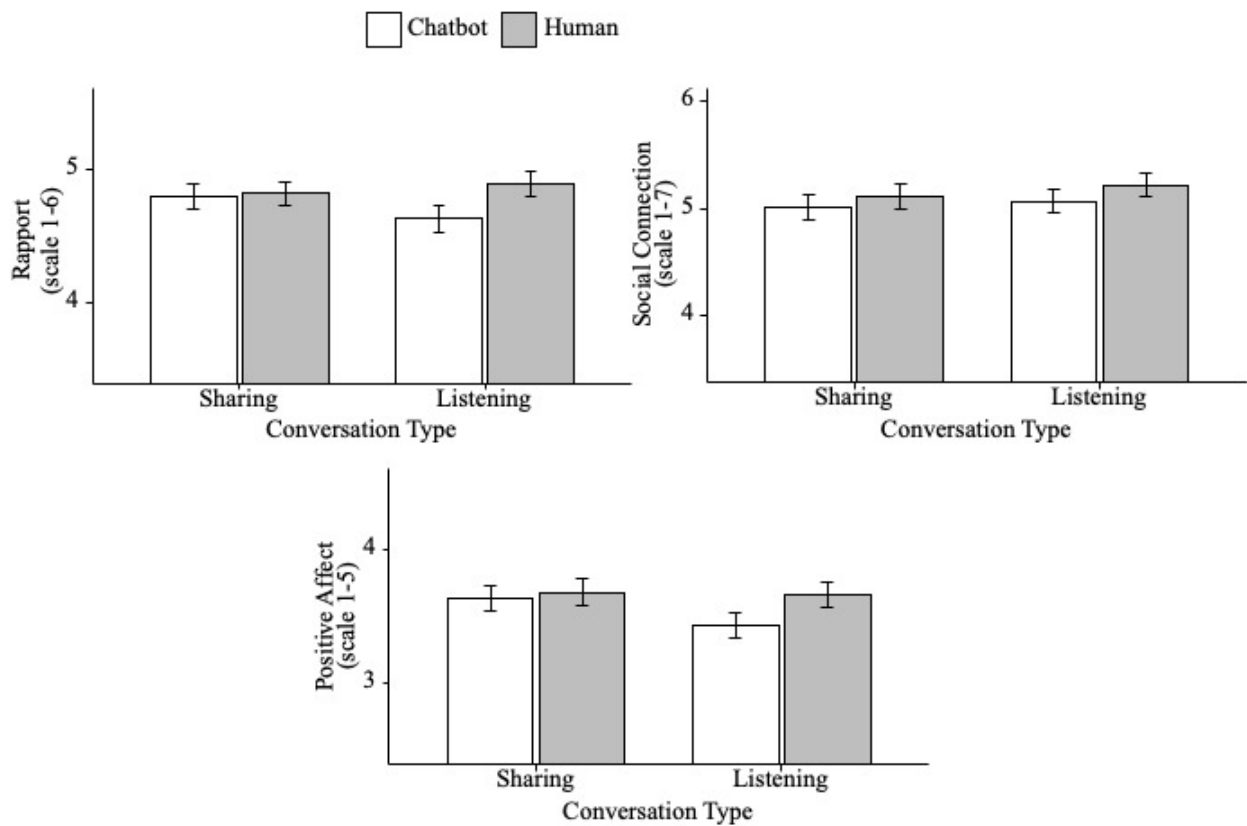 Chatbot Human
Rapport
(scale 1-6)
5
4
Sharing Listening
Conversation Type
Social Connection
(scale 1-7)
6
5
4
Sharing Listening
Conversation Type
Positive Affect
(scale 1-5)
4
3
Sharing Listening
Conversation Type